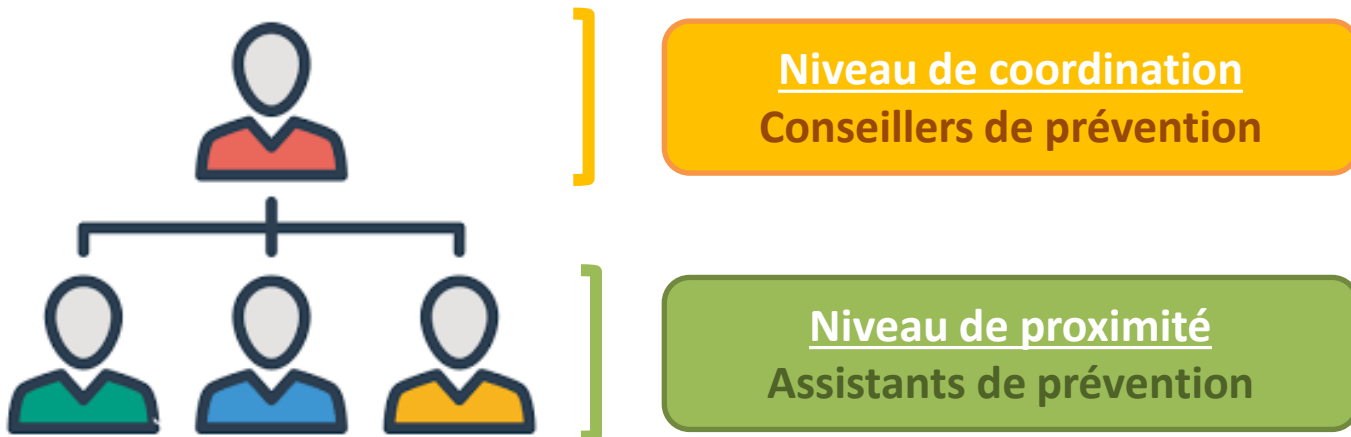 Niveau de coordination
Conseillers de prévention
Niveau de proximité
Assistants de prévention